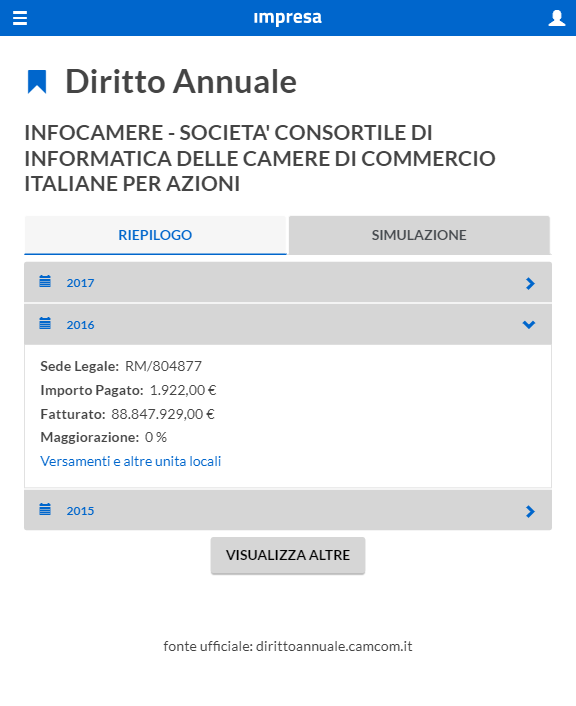 impresa
Diritto Annuale
INFOCAMERE - SOCIETA' CONSORTILE DI
INFORMATICA DELLE CAMERE DI COMMERCIO
ITALIANE PER AZIONI
RIEPILOGO
SIMULAZIONE
2017
2016
Sede Legale: RM/804877
Importo Pagato: 1.922,00 €
Fatturato: 88.847.929,00 €
Maggiorazione: 0 %
Versamenti e altre unita locali
2015
VISUALIZZA ALTRE
fonte ufficiale: dirittoannuale.camcom.it